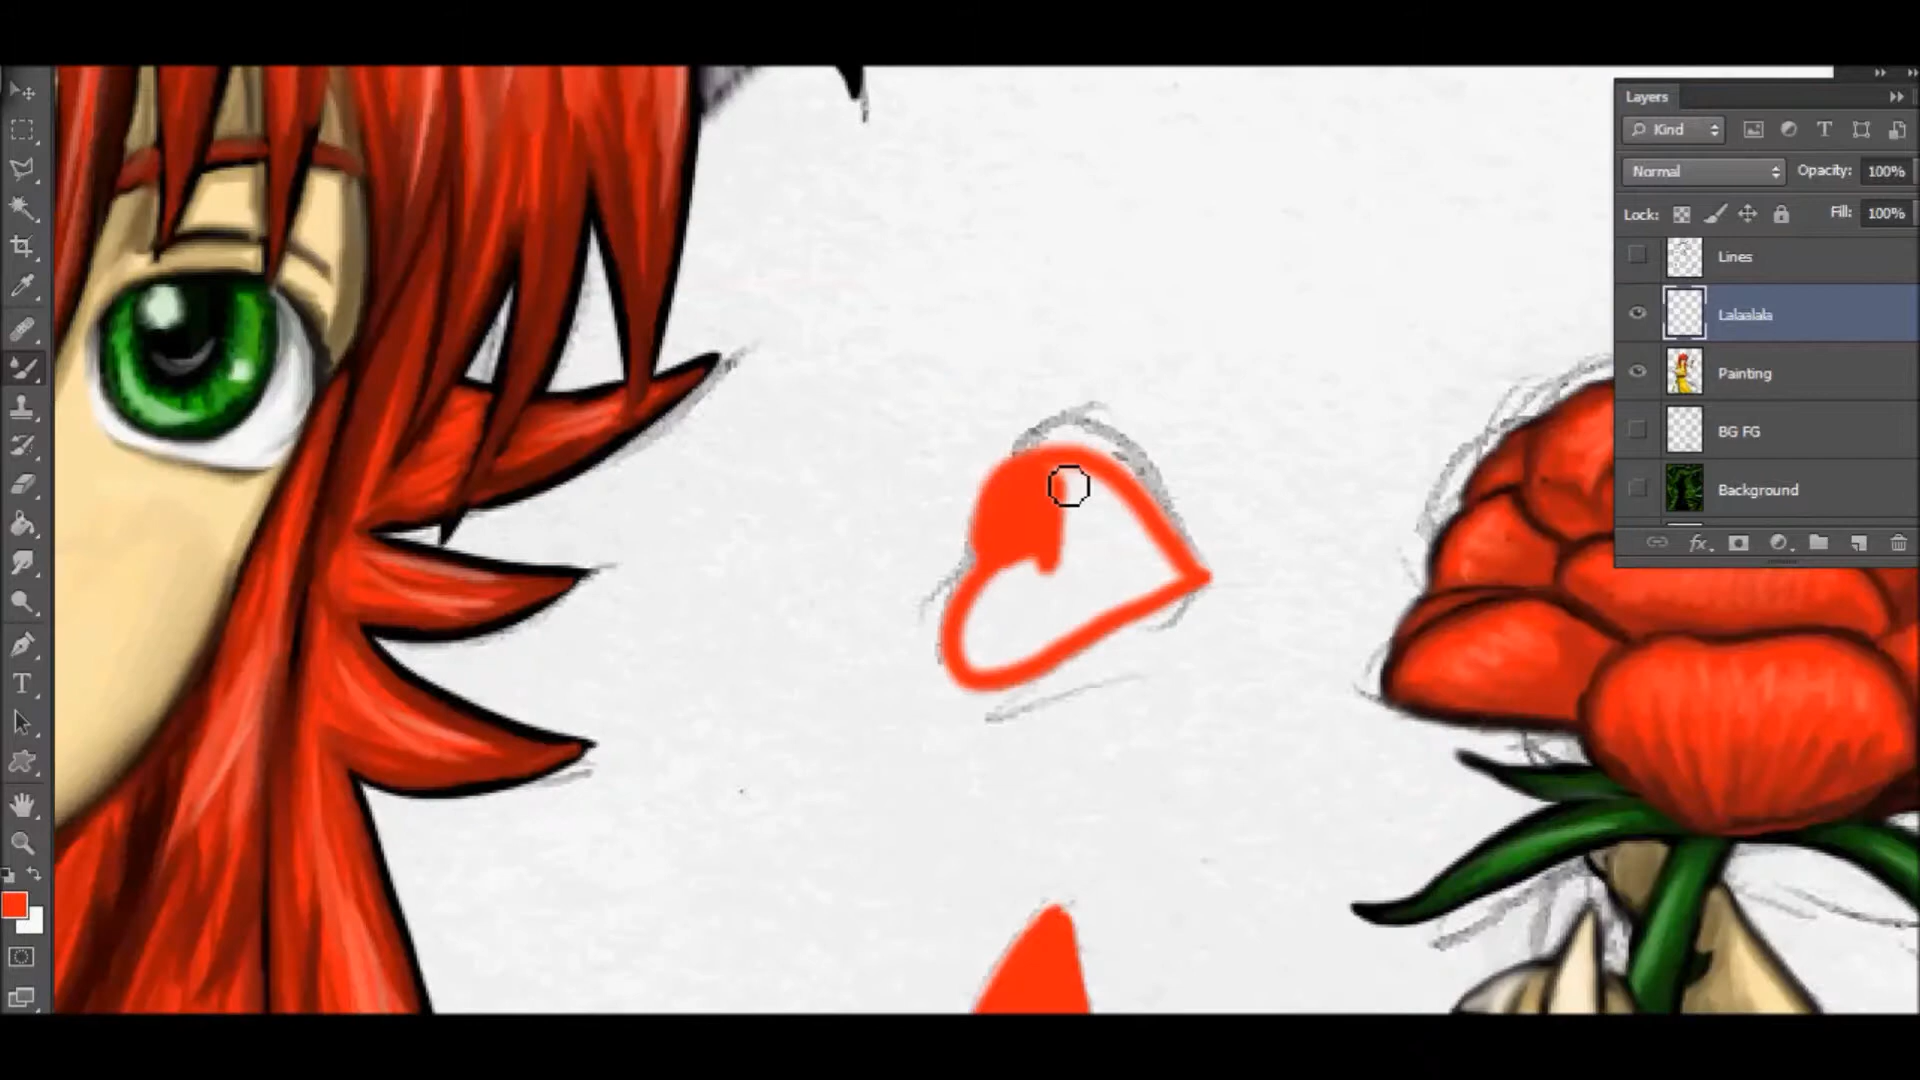 Layers
Kind
Normal Opacity: 100%
Lock: Fill: 100%
Lines
Lalaalala
Painting
BG FG
Background